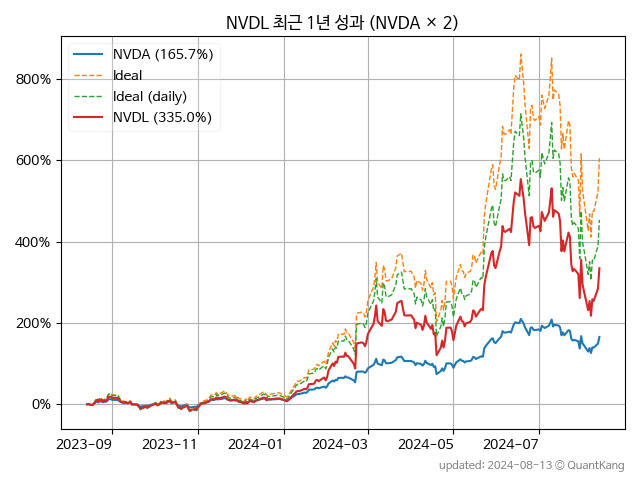 NVDL 최근 1년 성과 (NVDA × 2)
NVDA (165.7%)
Ideal
Ideal (daily)
NVDL (335.0%)
800%
600%
400%
200%
0%
2023-09 2023-11 2024-01 2024-03 2024-05 2024-07
updated: 2024-08-13 ⓒ QuantKang